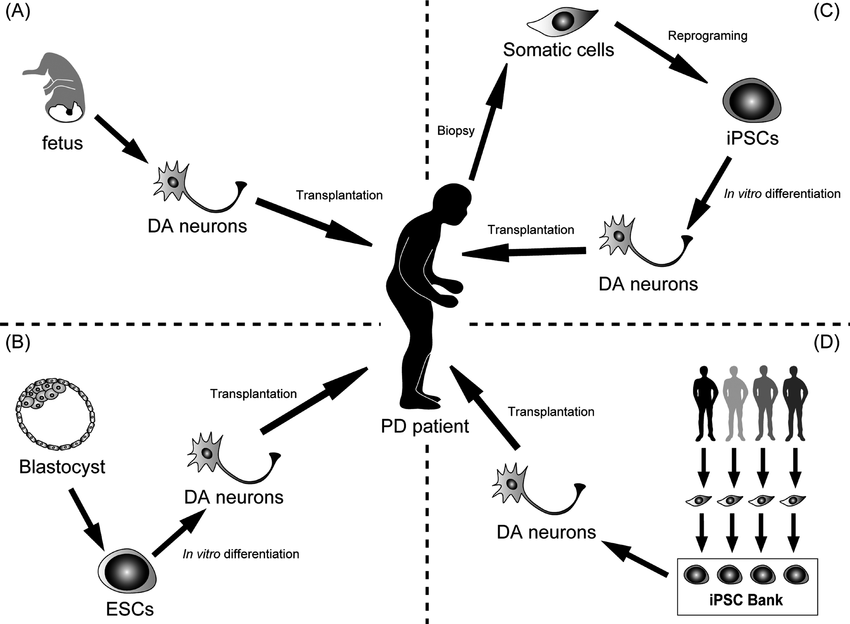 (A)
fetus
DA neurons
Transplantation
(C)
Somatic cells
Reprograming
Biopsy
iPSCs
In vitro differentiation
Transplantation
DA neurons
(B)
Blastocyst
Transplantation
DA neurons
In vitro differentiation
ESCs
PD patient
(D)
Transplantation
DA neurons
iPSC Bank